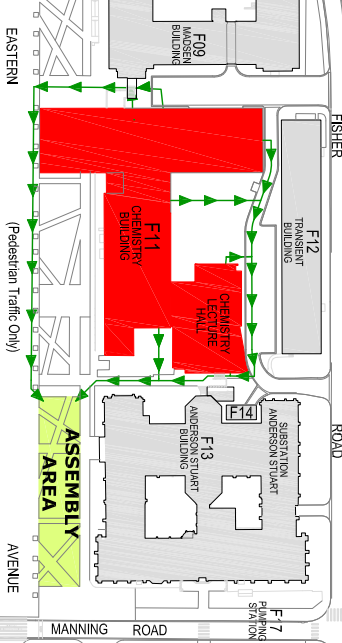 F09
MADSEN
BUILDING
EASTERN
FISHER
F12
TRANSIENT
BUILDING
F11
CHEMISTRY
BUILDING
CHEMISTRY
LECTURE
HALL
(Pedestrian Traffic Only)
F14
SUBSTATION
ANDERSON STUART
ROAD
F13
ANDERSON STUART
BUILDING
ASSEMBLY
AREA
AVENUE
F17
PUMPING
STATION
MANNING ROAD